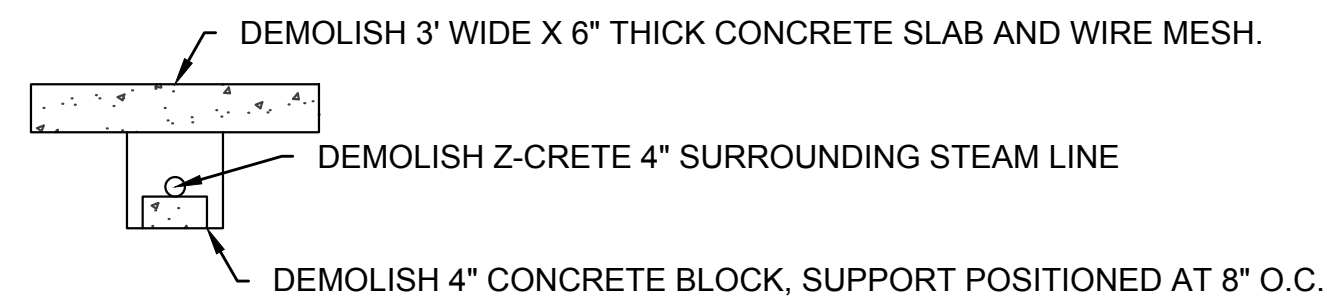 DEMOLISH 3' WIDE X 6" THICK CONCRETE SLAB AND WIRE MESH.
DEMOLISH Z-CRETE 4" SURROUNDING STEAM LINE
DEMOLISH 4" CONCRETE BLOCK, SUPPORT POSITIONED AT 8" O.C.